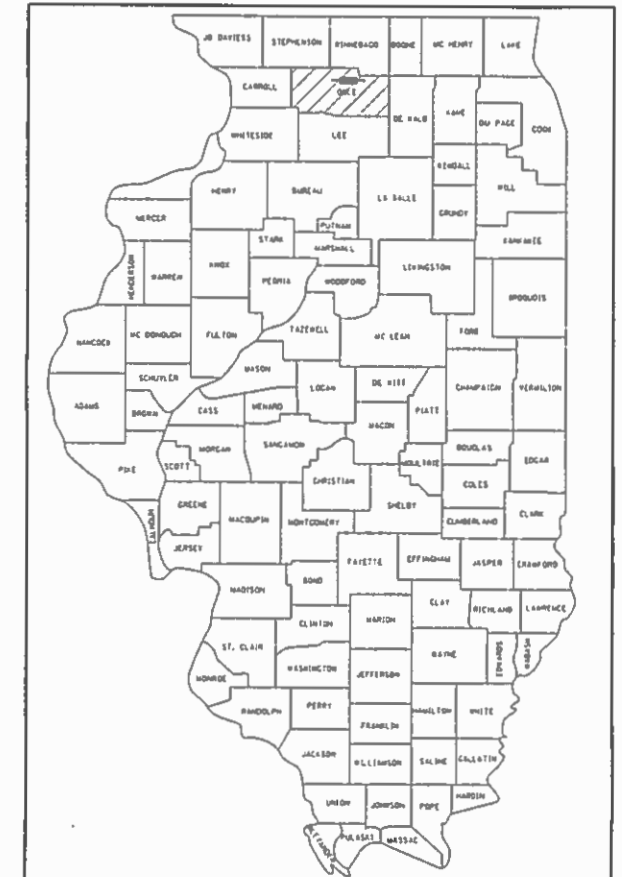 JO DAVIESS STEPHENSON WINNEBAGO BOONE MC HENRY LAKE
CARROLL OGLE
WHITESIDE LEE DE KALB KANE DU PAGE COOK
KENDALL WILL
HENRY BUREAU LA SALLE GRUNDY
MERCER PUTNAM KANKAKEE
STARK MARSHALL
HENDERSON WARREN KNOX PEORIA WOODFORD LIVINGSTON IROQUOIS
HANCOCK MC DONOUGH FULTON TAZEWELL MC LEAN FORD
SCHUYLER MASON LOGAN DE WITT CHAMPAIGN VERMILION
ADAMS BROWN CASS MENARD MACON PIATT
PIKE SCOTT MORGAN SANGAMON MOULTRIE DOUGLAS EDGAR
CHRISTIAN COLES
CALHOUN GREENE MACOUPIN MONTGOMERY SHELBY CUMBERLAND CLARK
JERSEY
FAYETTE EFFINGHAM JASPER CRAWFORD
MADISON BOND
CLINTON MARION CLAY RICHLAND LAWRENCE
ST. CLAIR WASHINGTON WAYNE EDWARDS WABASH
MONROE JEFFERSON
RANDOLPH PERRY HAMILTON WHITE
FRANKLIN
JACKSON WILLIAMSON SALINE GALLATIN
UNION JOHNSON POPE HARDIN
ALEXANDER PULASKI MASSAC